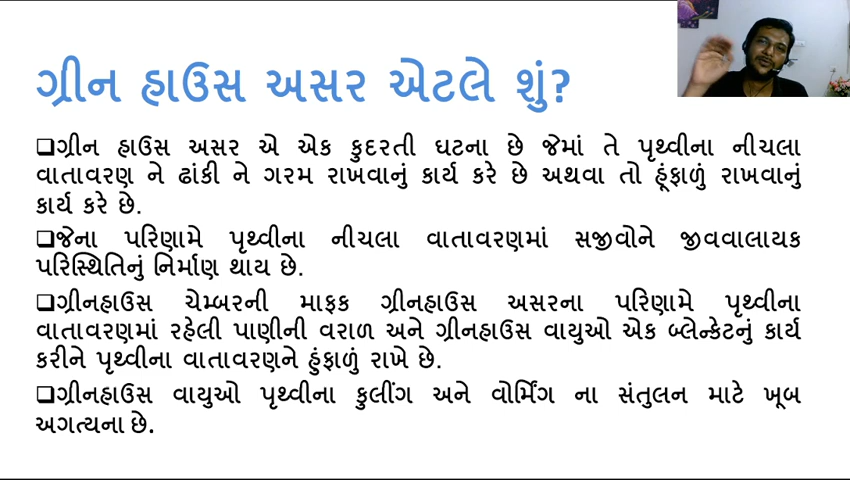 ગ્રીન હાઉસ અસર એટલે શું?
❑ગ્રીન હાઉસ અસર એ એક કુદરતી ઘટના છે જેમાં તે પૃથ્વીના નીચલા
વાતાવરણ ને ઢાંકી ને ગરમ રાખવાનું કાર્ય કરે છે અથવા તો હૂંફાળું રાખવાનું
કાર્ય કરે છે.
❑જેના પરિણામે પૃથ્વીના નીચલા વાતાવરણમાં સજીવોને જીવવાલાયક
પરિસ્થિતિનું નિર્માણ થાય છે.
❑ગ્રીનહાઉસ ચેમ્બરની માફક ગ્રીનહાઉસ અસરના પરિણામે પૃથ્વીના
વાતાવરણમાં રહેલી પાણીની વરાળ અને ગ્રીનહાઉસ વાયુઓ એક બ્લેન્કેટનું કાર્ય
કરીને પૃથ્વીના વાતાવરણને હુંફાળું રાખે છે.
❑ગ્રીનહાઉસ વાયુઓ પૃથ્વીના કુલીંગ અને વોર્મિંગ ના સંતુલન માટે ખૂબ
અગત્યના છે.